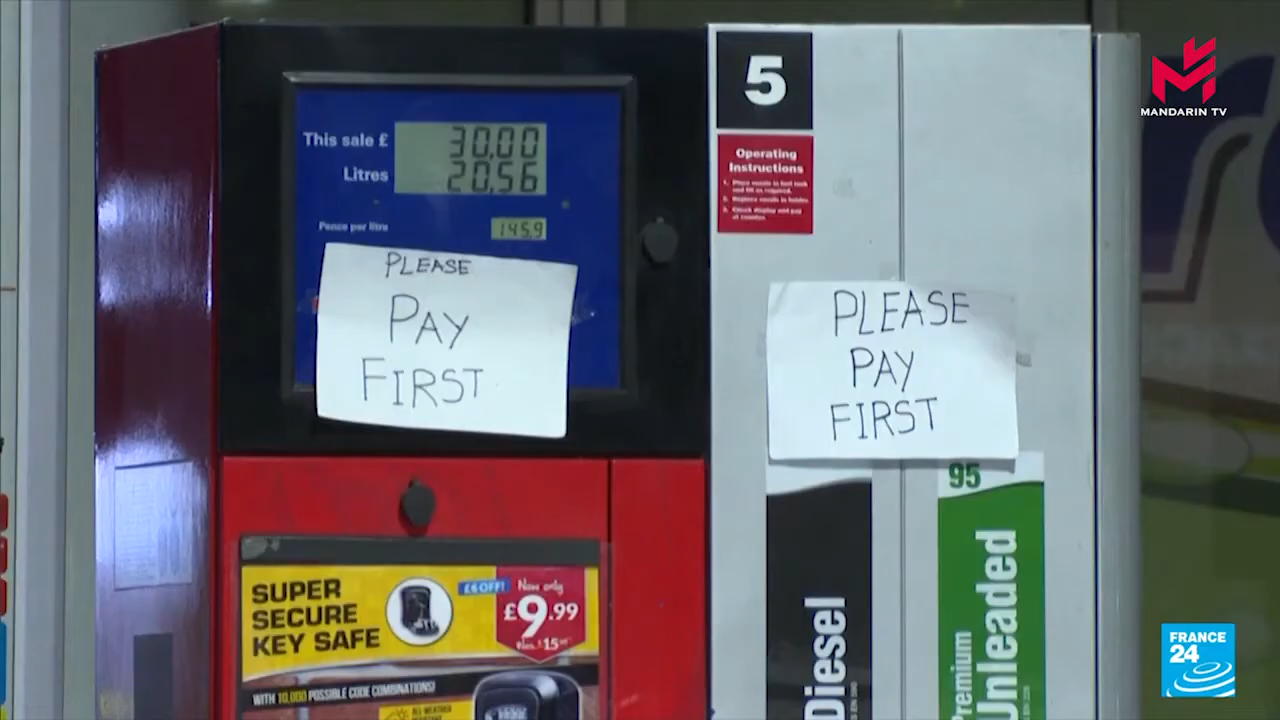 5
MANDARIN TV
This sale £ 30,00
Litres 20,56
Pence per litre 145.9
Operating
Instructions
PLEASE
PAY
FIRST
PLEASE
PAY
FIRST
95
Premium
Unleaded
Diesel
SUPER
SECURE
KEY SAFE
£6 OFF!
Now only
£9.99
WITH 10,000 POSSIBLE CODE COMBINATIONS!
FRANCE
24